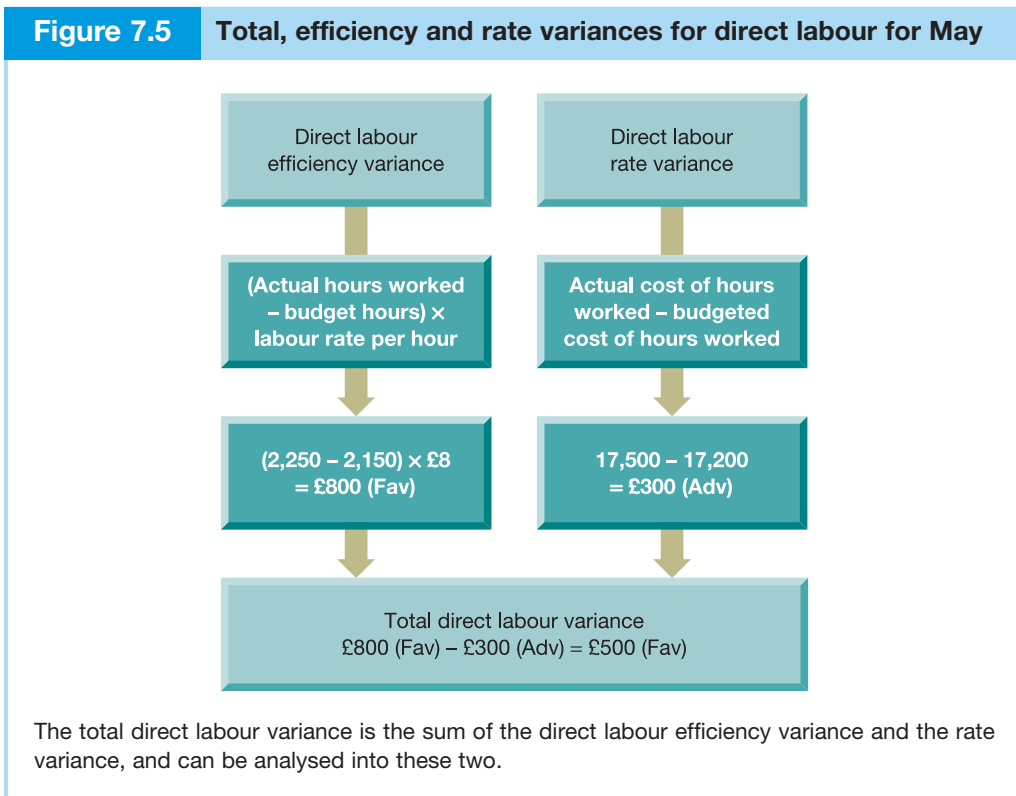 Figure 7.5 Total, efficiency and rate variances for direct labour for May
Direct labour
efficiency variance
Direct labour
rate variance
(Actual hours worked
– budget hours) ×
labour rate per hour
Actual cost of hours
worked – budgeted
cost of hours worked
(2,250 – 2,150) × £8
= £800 (Fav)
17,500 – 17,200
= £300 (Adv)
Total direct labour variance
£800 (Fav) – £300 (Adv) = £500 (Fav)
The total direct labour variance is the sum of the direct labour efficiency variance and the rate
variance, and can be analysed into these two.